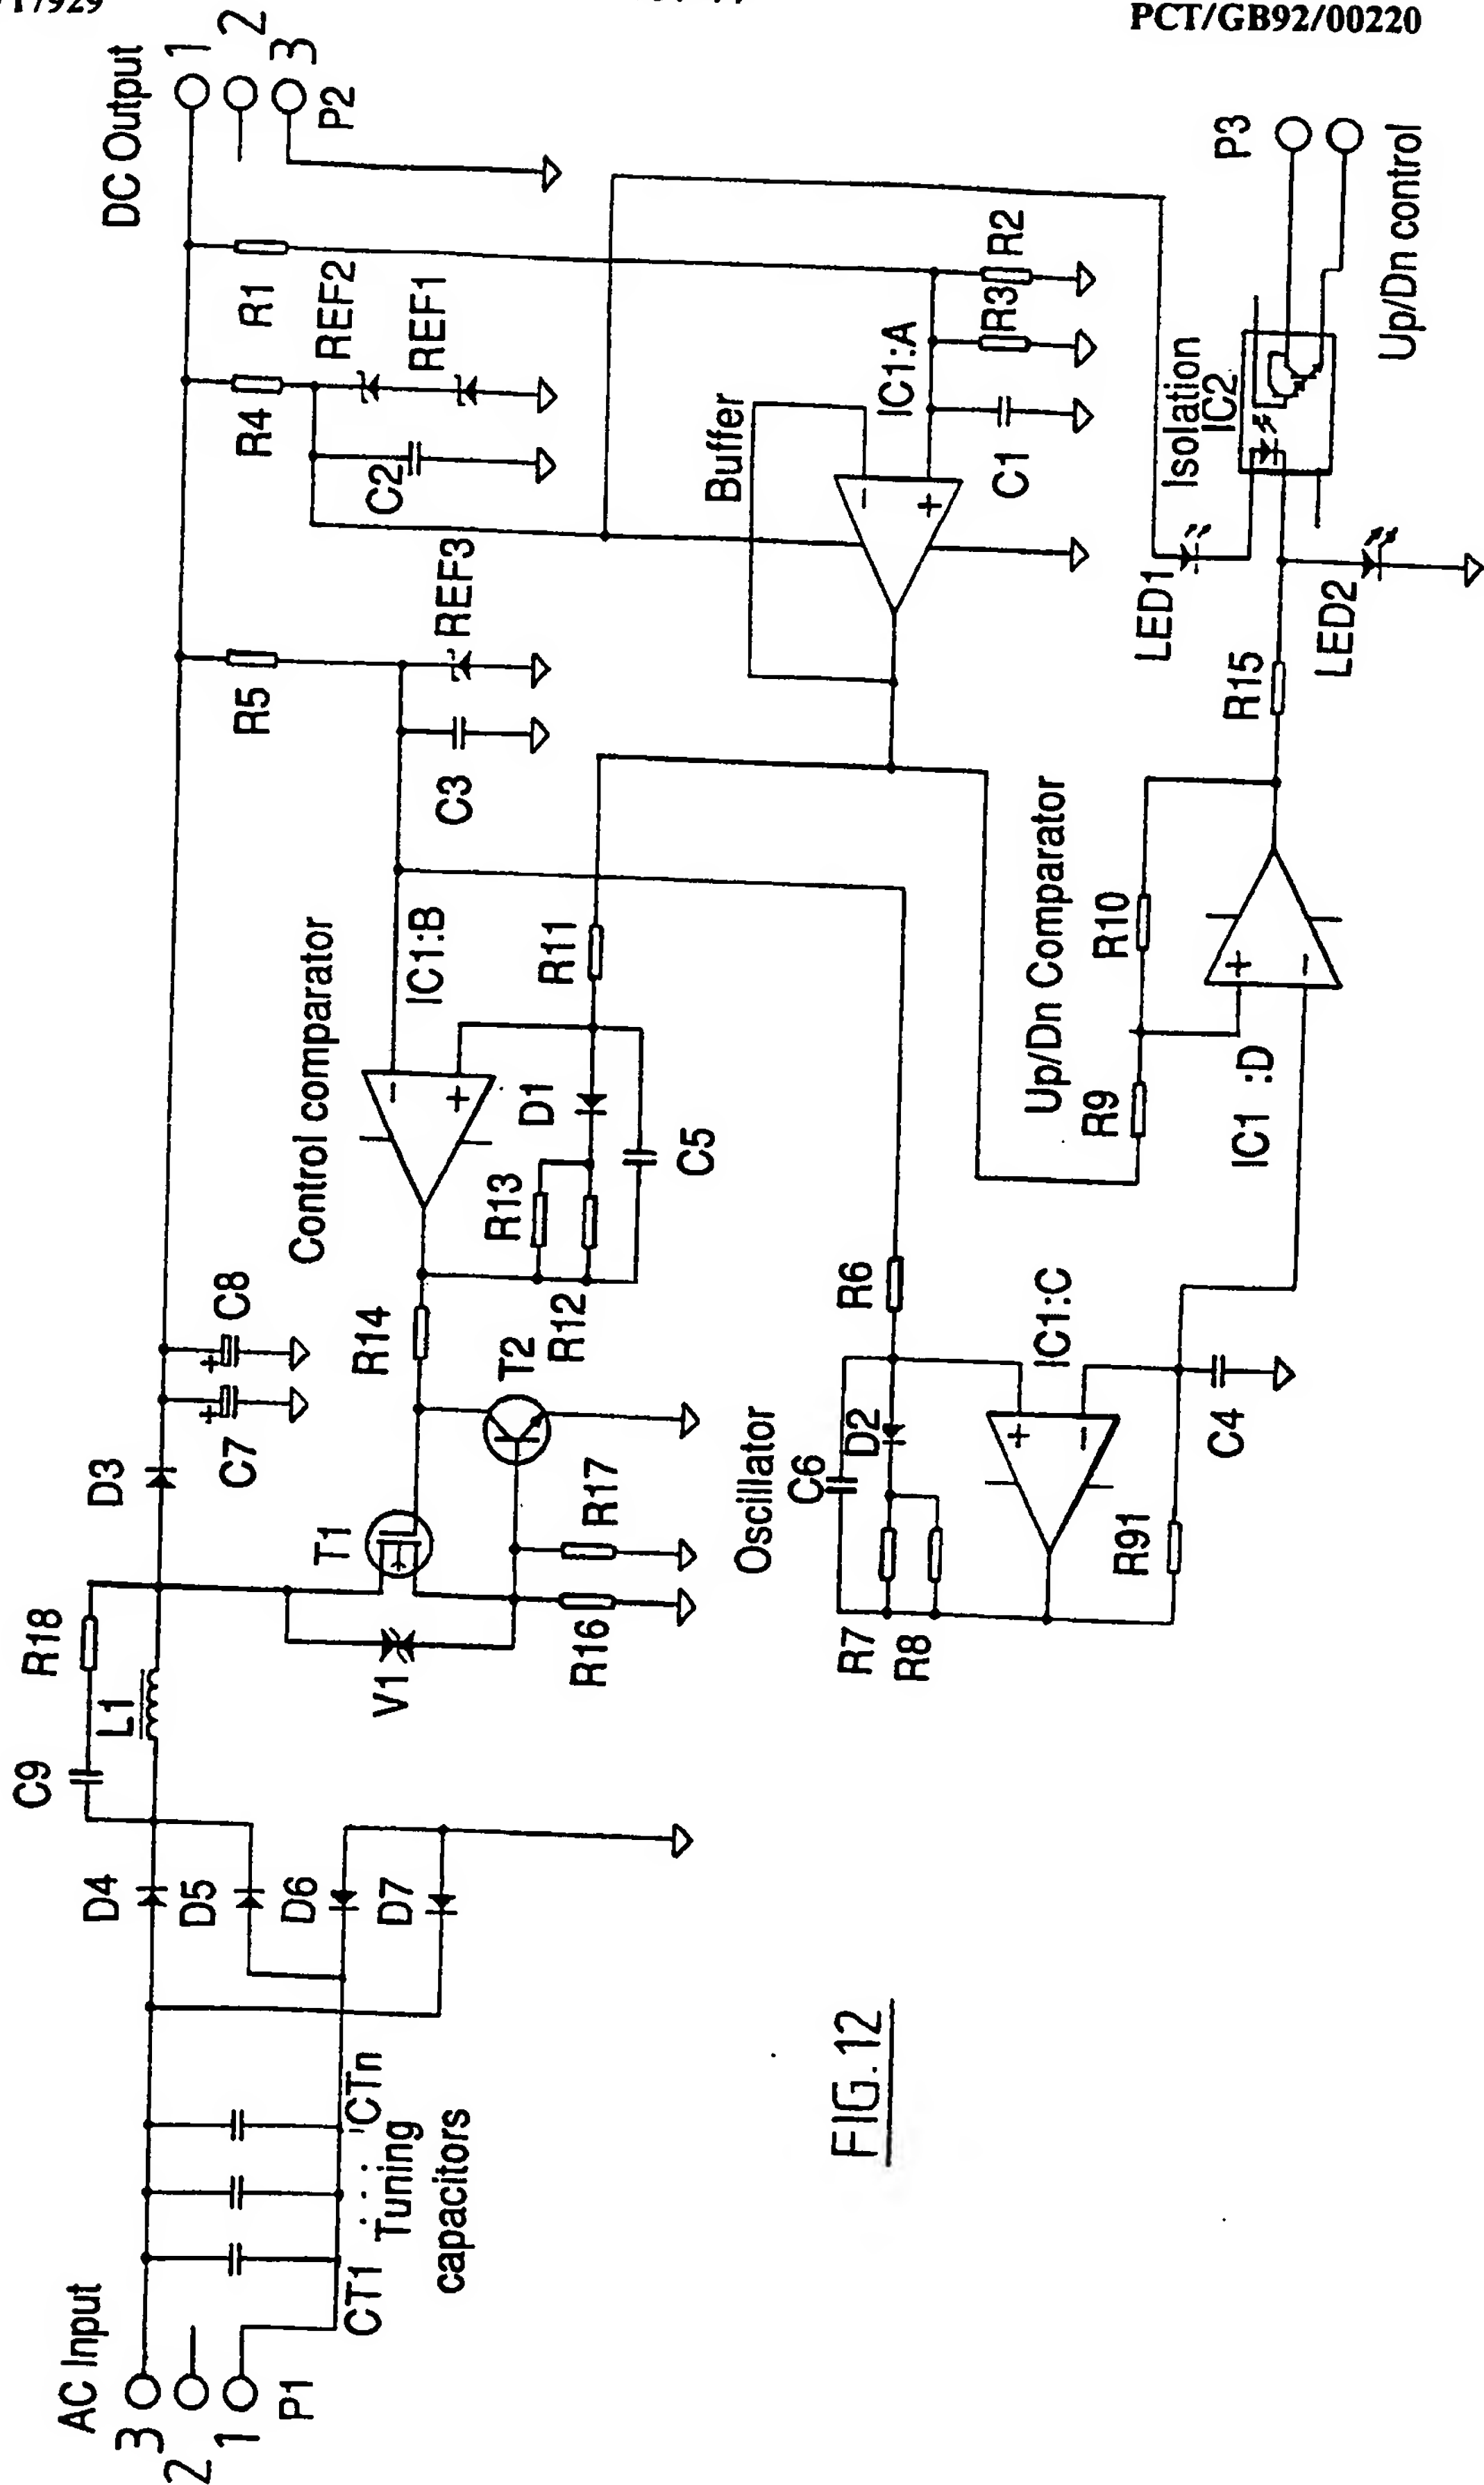 PCT/GB92/00220
AC Input
3
2
1
P1
CT1
CTn
Tuning
capacitors
D4
D5
D6
D7
C9
R18
L1
V1
T1
R16
R17
T2
D3
C7
C8
R14
R12
R13
D1
C5
R11
Control comparator
IC1:B
C3
R5
REF3
C2
R4
R1
REF2
REF1
DC Output
1
2
3
P2
Buffer
IC1:A
C1
R3
R2
Oscillator
C6
D2
R7
R8
R6
IC1:C
R91
C4
Up/Dn Comparator
R9
R10
IC1 :D
R15
LED1
LED2
Isolation
IC2
P3
Up/Dn control
FIG.12